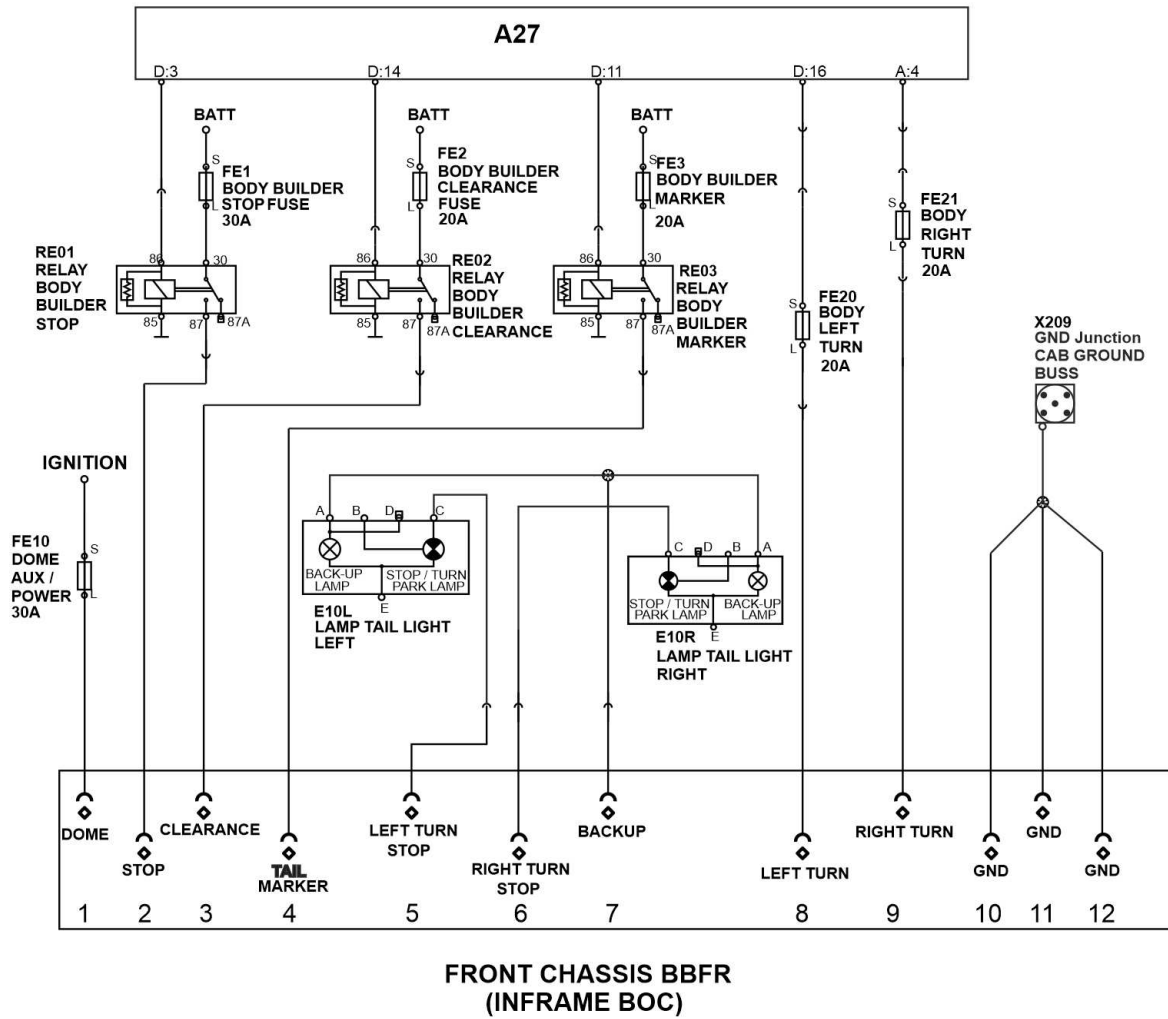 A27
D:3
D:14
D:11
D:16
A:4
BATT
S
FE1
BODY BUILDER
STOP FUSE
30A
L
BATT
S
FE2
BODY BUILDER
CLEARANCE
FUSE
20A
L
BATT
S
FE3
BODY BUILDER
MARKER
20A
L
S
FE21
BODY
RIGHT
TURN
20A
L
RE01
RELAY
BODY
BUILDER
STOP
86
30
85
87
87A
RE02
RELAY
BODY
BUILDER
CLEARANCE
86
30
85
87
87A
RE03
RELAY
BODY
BUILDER
MARKER
86
30
85
87
87A
S
FE20
BODY
LEFT
TURN
20A
L
X209
GND Junction
CAB GROUND
BUSS
IGNITION
S
FE10
DOME
AUX /
POWER
30A
L
A
B
D
C
BACK-UP
LAMP
STOP / TURN
PARK LAMP
E
E10L
LAMP TAIL LIGHT
LEFT
C
D
B
A
STOP / TURN
PARK LAMP
BACK-UP
LAMP
E
E10R
LAMP TAIL LIGHT
RIGHT
DOME
STOP
CLEARANCE
TAIL
MARKER
LEFT TURN
STOP
RIGHT TURN
STOP
BACKUP
LEFT TURN
RIGHT TURN
GND
GND
GND
1
2
3
4
5
6
7
8
9
10
11
12
FRONT CHASSIS BBFR
(INFRAME BOC)